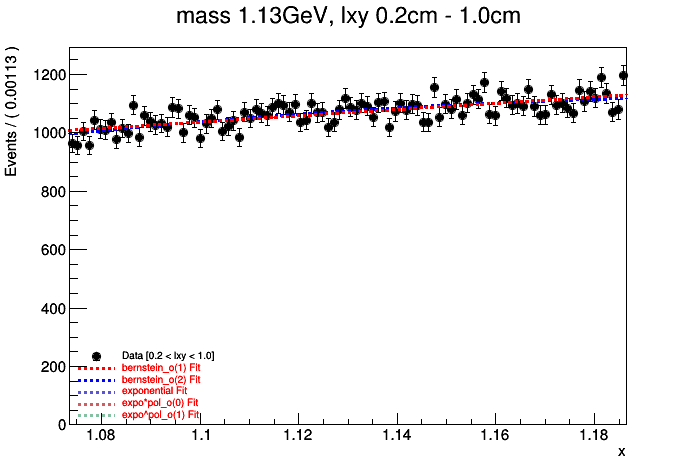 mass 1.13GeV, lxy 0.2cm - 1.0cm
Events / ( 0.00113 )
1200
1000
800
600
400
200
0
Data [0.2 < lxy < 1.0]
bernstein_o(1) Fit
bernstein_o(2) Fit
exponential Fit
expo*pol_o(0) Fit
expo*pol_o(1) Fit
1.08 1.1 1.12 1.14 1.16 1.18
x